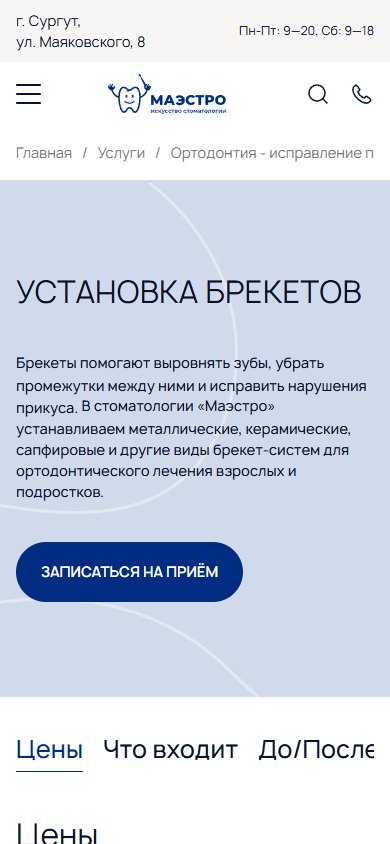 г. Сургут,
ул. Маяковского, 8
Пн-Пт: 9—20, Сб: 9—18
МАЭСТРО
искусство стоматологии
Главная / Услуги / Ортодонтия - исправление п
УСТАНОВКА БРЕКЕТОВ
Брекеты помогают выровнять зубы, убрать
промежутки между ними и исправить нарушения
прикуса. В стоматологии «Маэстро»
устанавливаем металлические, керамические,
сапфировые и другие виды брекет-систем для
ортодонтического лечения взрослых и
подростков.
ЗАПИСАТЬСЯ НА ПРИЁМ
Цены Что входит До/После
Цены